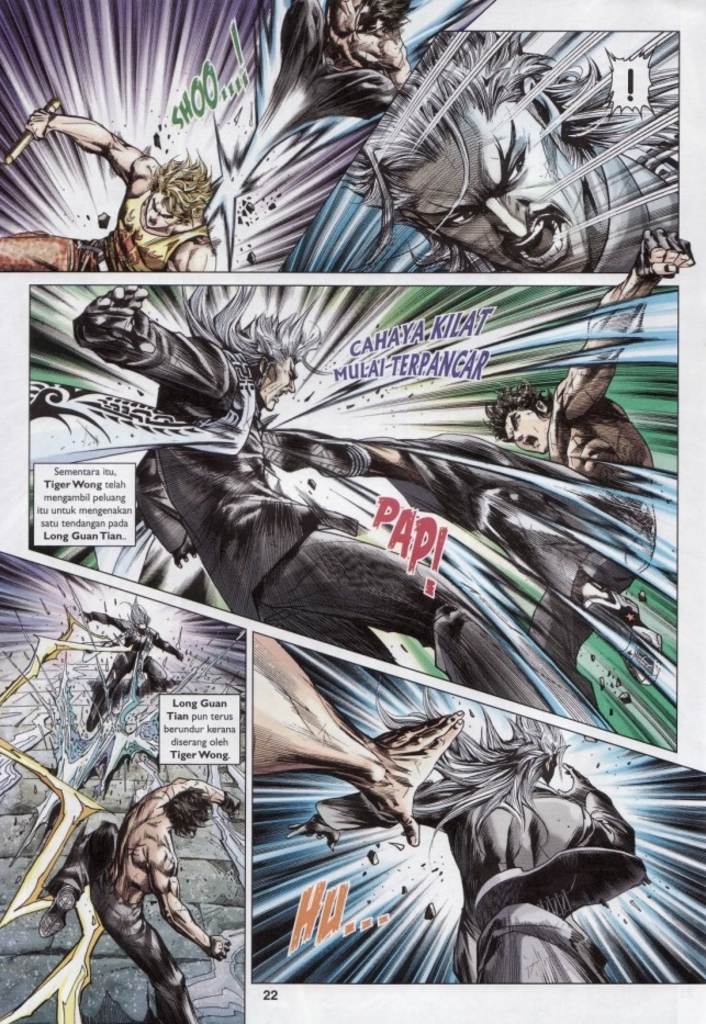 SHOO....!
!
CAHAYA KILAT
MULAI-TERPANCAR
Sementara itu,
Tiger Wong telah
mengambil peluang
itu untuk mengenakan
satu tendangan pada
Long Guan Tian..
PAP!
Long Guan
Tian pun terus
berundur kerana
diserang oleh
Tiger Wong.
HU...
22